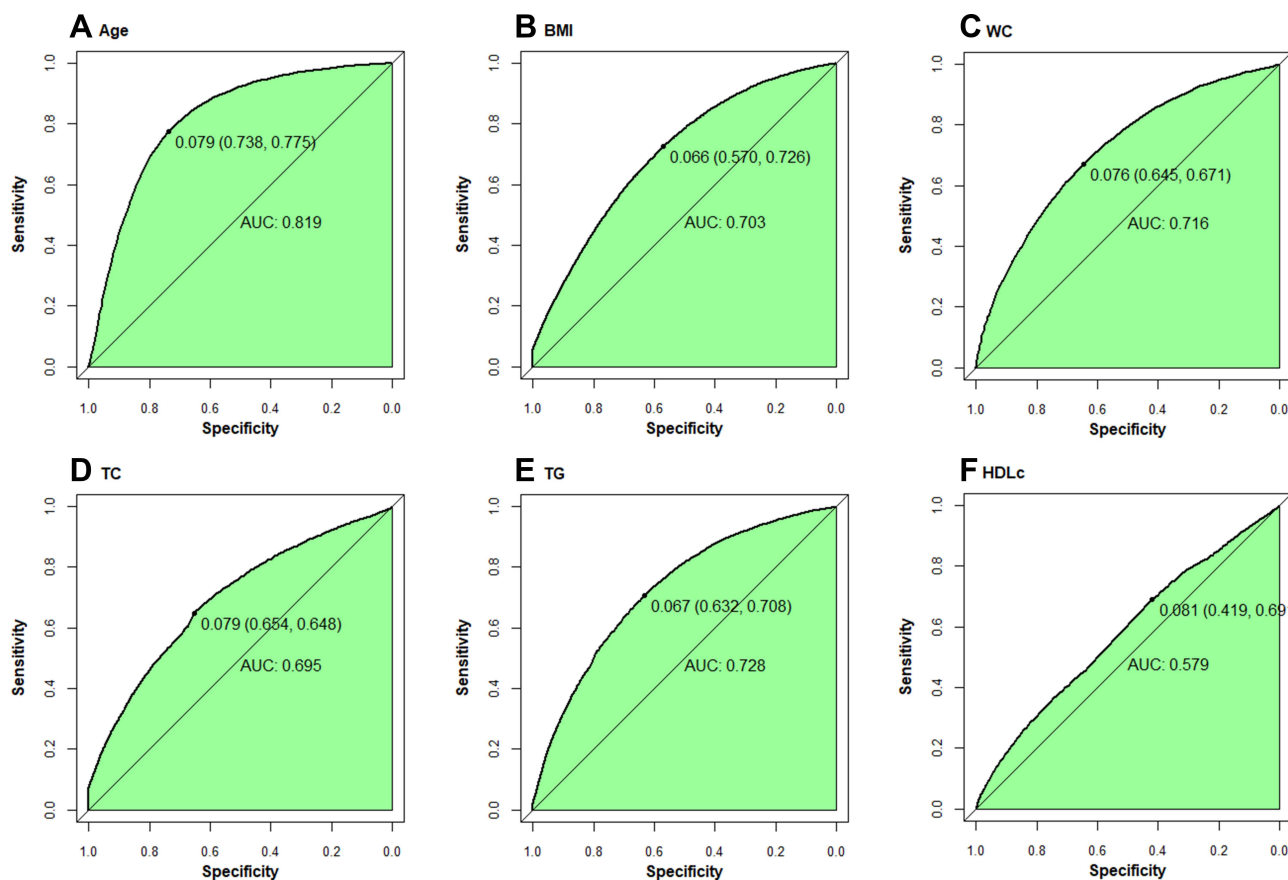 A Age
1.0
0.8
0.6
0.4
0.2
0.0
Sensitivity
0.079 (0.738, 0.775)
AUC: 0.819
1.0 0.8 0.6 0.4 0.2 0.0
Specificity
B BMI
1.0
0.8
0.6
0.4
0.2
0.0
Sensitivity
0.066 (0.570, 0.726)
AUC: 0.703
1.0 0.8 0.6 0.4 0.2 0.0
Specificity
C WC
1.0
0.8
0.6
0.4
0.2
0.0
Sensitivity
0.076 (0.645, 0.671)
AUC: 0.716
1.0 0.8 0.6 0.4 0.2 0.0
Specificity
D TC
1.0
0.8
0.6
0.4
0.2
0.0
Sensitivity
0.079 (0.654, 0.648)
AUC: 0.695
1.0 0.8 0.6 0.4 0.2 0.0
Specificity
E TG
1.0
0.8
0.6
0.4
0.2
0.0
Sensitivity
0.067 (0.632, 0.708)
AUC: 0.728
1.0 0.8 0.6 0.4 0.2 0.0
Specificity
F HDLc
1.0
0.8
0.6
0.4
0.2
0.0
Sensitivity
0.081 (0.419, 0.69
AUC: 0.579
1.0 0.8 0.6 0.4 0.2 0.0
Specificity